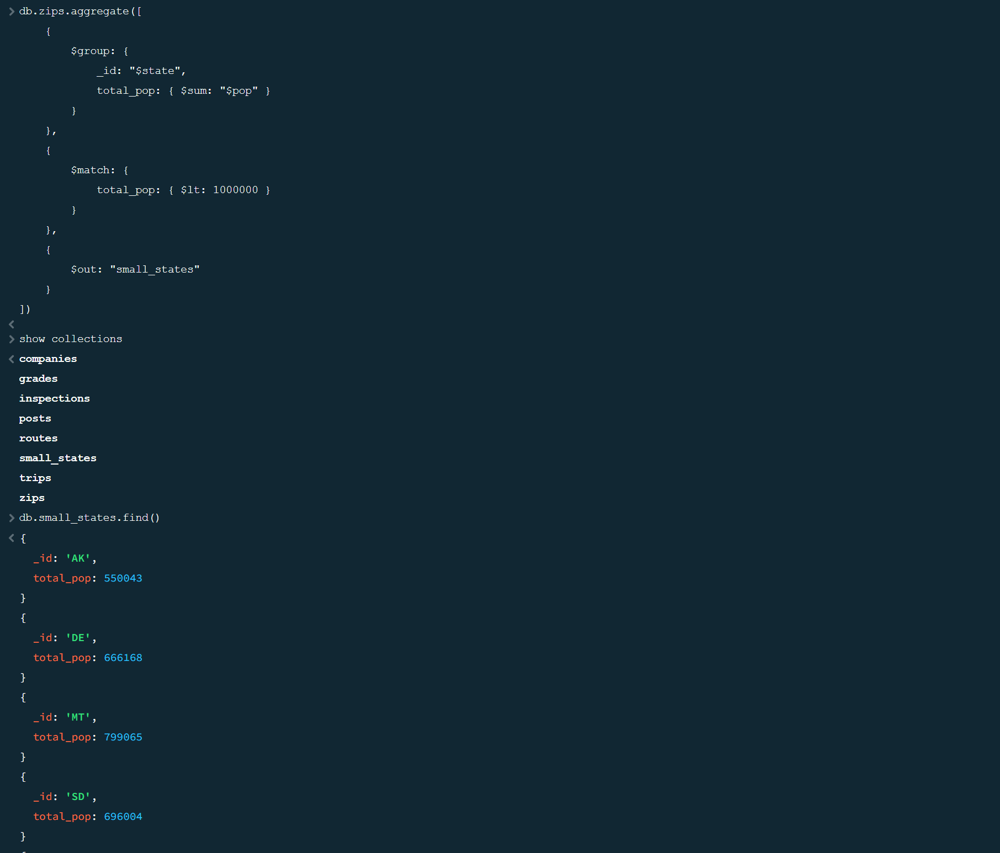 db.zips.aggregate([
{
$group: {
_id: "$state",
total_pop: { $sum: "$pop" }
}
},
{
$match: {
total_pop: { $lt: 1000000 }
}
},
{
$out: "small_states"
}
])
show collections
companies
grades
inspections
posts
routes
small_states
trips
zips
db.small_states.find()
{
_id: 'AK',
total_pop: 550043
}
{
_id: 'DE',
total_pop: 666168
}
{
_id: 'MT',
total_pop: 799065
}
{
_id: 'SD',
total_pop: 696004
}